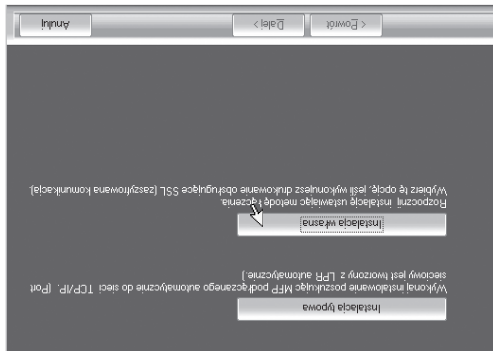 Instalacja typowa
Wykonaj instalowanie poszukując MFP podłączanego automatycznie do sieci TCP/IP. (Port
sieciowy jest tworzony z LPR automatycznie.)
Instalacja własna
Rozpocznij instalację ustawiając metodę łączenia.
Wybierz tę opcję, jeśli wykonujesz drukowanie obsługujące SSL (zaszyfrowana komunikacja).
< Powrót
Dalej >
Anuluj